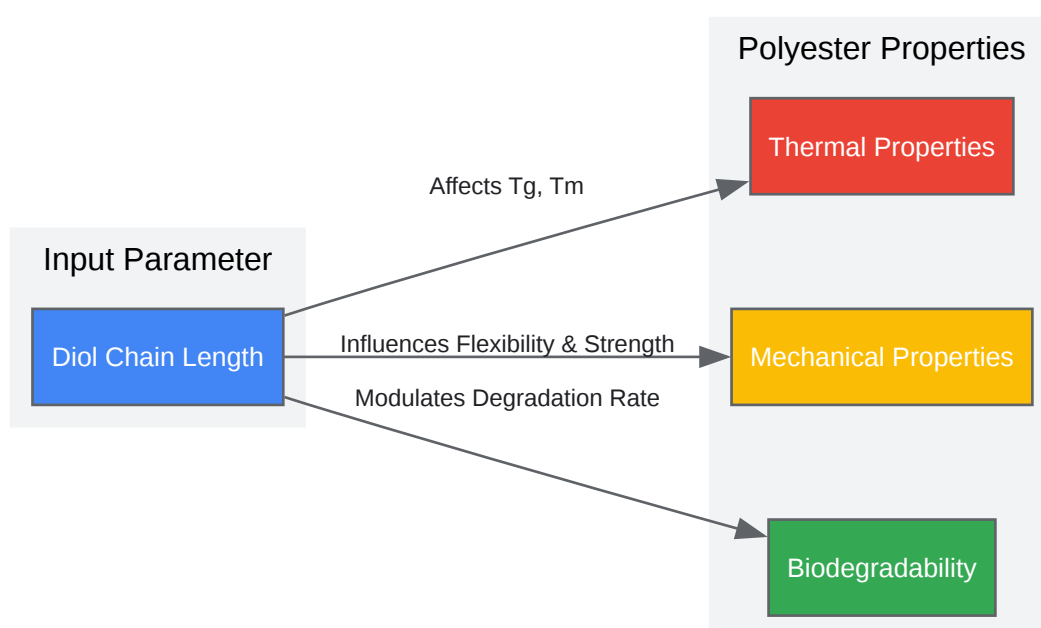 Polyester Properties
Thermal Properties
Affects Tg, Tm
Input Parameter
Diol Chain Length
Influences Flexibility & Strength
Mechanical Properties
Modulates Degradation Rate
Biodegradability